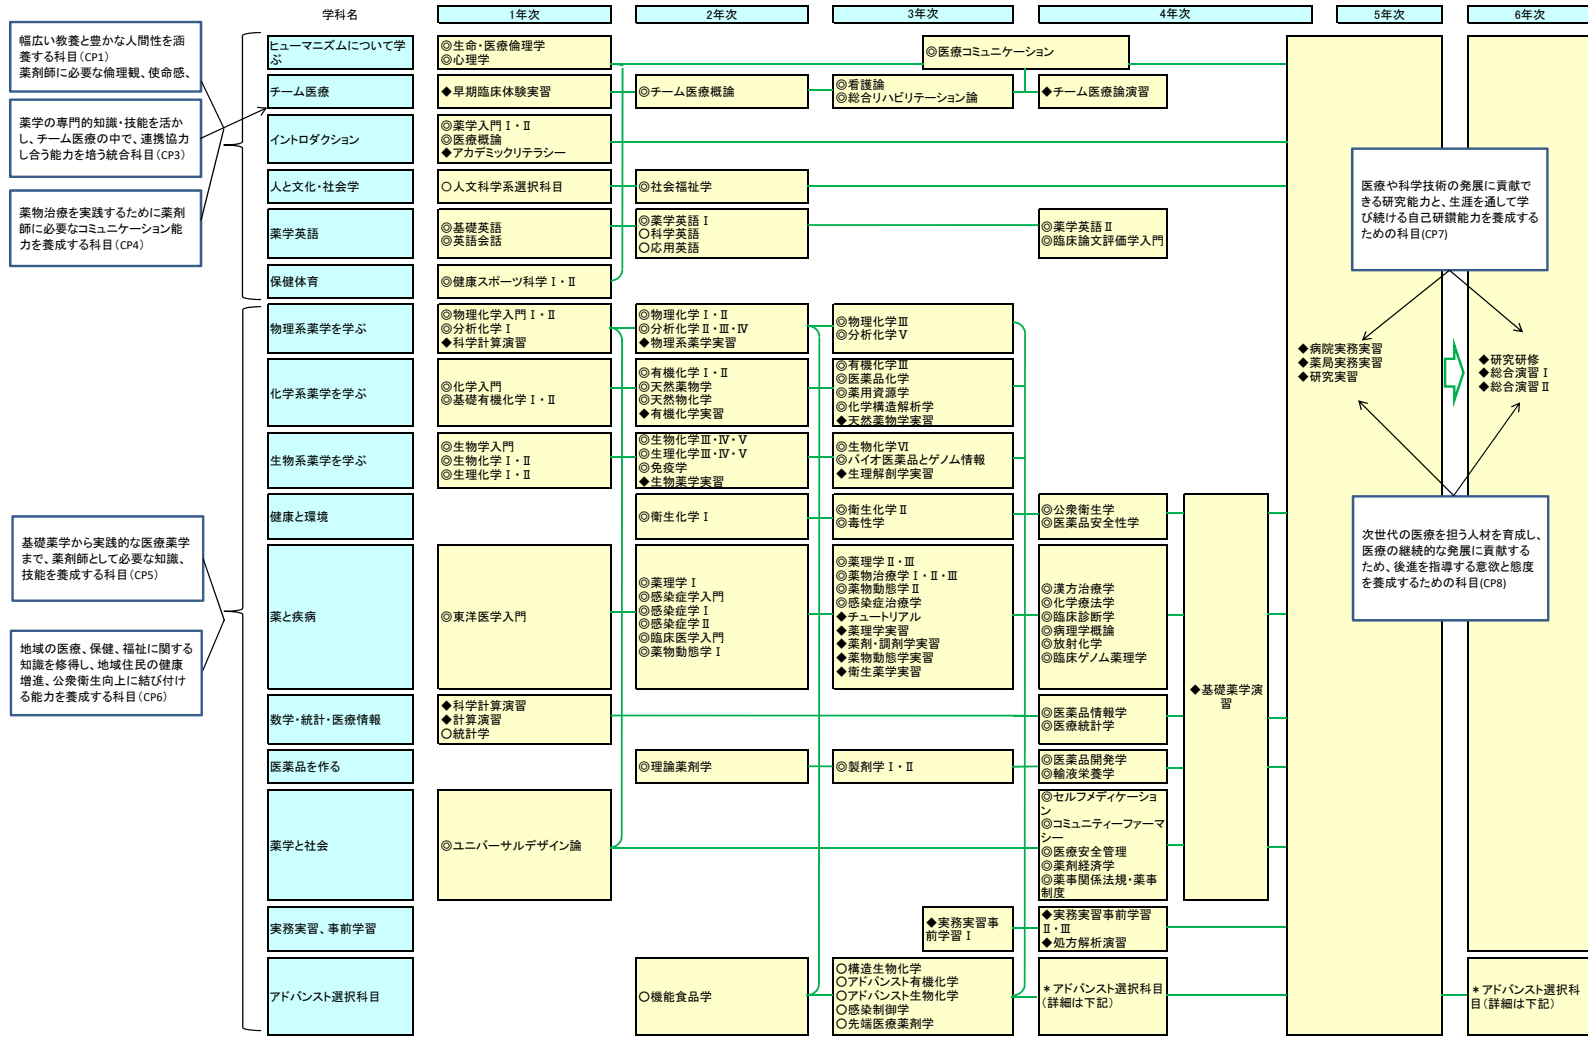 学科名
1年次
2年次
3年次
4年次
5年次
6年次
幅広い教養と豊かな人間性を涵
養する科目(CP1)
薬剤師に必要な倫理観、使命感、
薬学の専門的知識・技能を活か
し、チーム医療の中で、連携協力
し合う能力を培う統合科目(CP3)
薬物治療を実践するために薬剤
師に必要なコミュニケーション能
力を養成する科目(CP4)
基礎薬学から実践的な医療薬学
まで、薬剤師として必要な知識、
技能を養成する科目(CP5)
地域の医療、保健、福祉に関する
知識を修得し、地域住民の健康
増進、公衆衛生向上に結び付け
る能力を養成する科目(CP6)
ヒューマニズムについて学
ぶ
◎生命・医療倫理学
◎心理学
◎医療コミュニケーション
チーム医療
◆早期臨床体験実習
◎チーム医療概論
◎看護論
◎総合リハビリテーション論
◆チーム医療論演習
イントロダクション
◎薬学入門Ⅰ・Ⅱ
◎医療概論
◆アカデミックリテラシー
人と文化・社会学
○人文科学系選択科目
◎社会福祉学
薬学英語
◎基礎英語
◎英語会話
◎薬学英語Ⅰ
○科学英語
○応用英語
◎薬学英語Ⅱ
◎臨床論文評価学入門
保健体育
◎健康スポーツ科学Ⅰ・Ⅱ
物理系薬学を学ぶ
◎物理化学入門Ⅰ・Ⅱ
◎分析化学Ⅰ
◆科学計算演習
◎物理化学Ⅰ・Ⅱ
◎分析化学Ⅱ・Ⅲ・Ⅳ
◆物理系薬学実習
◎物理化学Ⅲ
◎分析化学Ⅴ
化学系薬学を学ぶ
◎化学入門
◎基礎有機化学Ⅰ・Ⅱ
◎有機化学Ⅰ・Ⅱ
◎天然薬物学
◎天然物化学
◆有機化学実習
◎有機化学Ⅲ
◎医薬品化学
◎薬用資源学
◎化学構造解析学
◆天然薬物学実習
生物系薬学を学ぶ
◎生物学入門
◎生物化学Ⅰ・Ⅱ
◎生理化学Ⅰ・Ⅱ
◎生物化学Ⅲ・Ⅳ・Ⅴ
◎生理化学Ⅲ・Ⅳ・Ⅴ
◎免疫学
◆生物薬学実習
◎生物化学Ⅵ
◎バイオ医薬品とゲノム情報
◆生理解剖学実習
健康と環境
◎衛生化学Ⅰ
◎衛生化学Ⅱ
◎毒性学
◎公衆衛生学
◎医薬品安全性学
薬と疾病
◎東洋医学入門
◎薬理学Ⅰ
◎感染症学入門
◎感染症学Ⅰ
◎感染症学Ⅱ
◎臨床医学入門
◎薬物動態学Ⅰ
◎薬理学Ⅱ・Ⅲ
◎薬物治療学Ⅰ・Ⅱ・Ⅲ
◎薬物動態学Ⅱ
◎感染症治療学
◆チュートリアル
◆薬理学実習
◆薬剤・調剤学実習
◆薬物動態学実習
◆衛生薬学実習
◎漢方治療学
◎化学療法学
◎臨床診断学
◎病理学概論
◎放射化学
◎臨床ゲノム薬理学
◆基礎薬学演
習
数学・統計・医療情報
◆科学計算演習
◆計算演習
○統計学
◎医薬品情報学
◎医療統計学
医薬品を作る
◎理論薬剤学
◎製剤学Ⅰ・Ⅱ
◎医薬品開発学
◎輸液栄養学
薬学と社会
◎ユニバーサルデザイン論
◎セルフメディケーショ
ン
◎コミュニティーファーマ
シー
◎医療安全管理
◎薬剤経済学
◎薬事関係法規・薬事
制度
実務実習、事前学習
◆実務実習事
前学習Ⅰ
◆実務実習事前学習
Ⅱ・Ⅲ
◆処方解析演習
アドバンスト選択科目
○機能食品学
○構造生物化学
○アドバンスト有機化学
○アドバンスト生物化学
○感染制御学
○先端医療薬剤学
＊アドバンスト選択科目
(詳細は下記)
＊アドバンスト選択科
目(詳細は下記)
医療や科学技術の発展に貢献で
きる研究能力と、生涯を通して学
び続ける自己研鑽能力を養成する
ための科目(CP7)
◆病院実務実習
◆薬局実務実習
◆研究実習
◆研究研修
◆総合演習Ⅰ
◆総合演習Ⅱ
次世代の医療を担う人材を育成し、
医療の継続的な発展に貢献する
ため、後進を指導する意欲と態度
を養成するための科目(CP8)